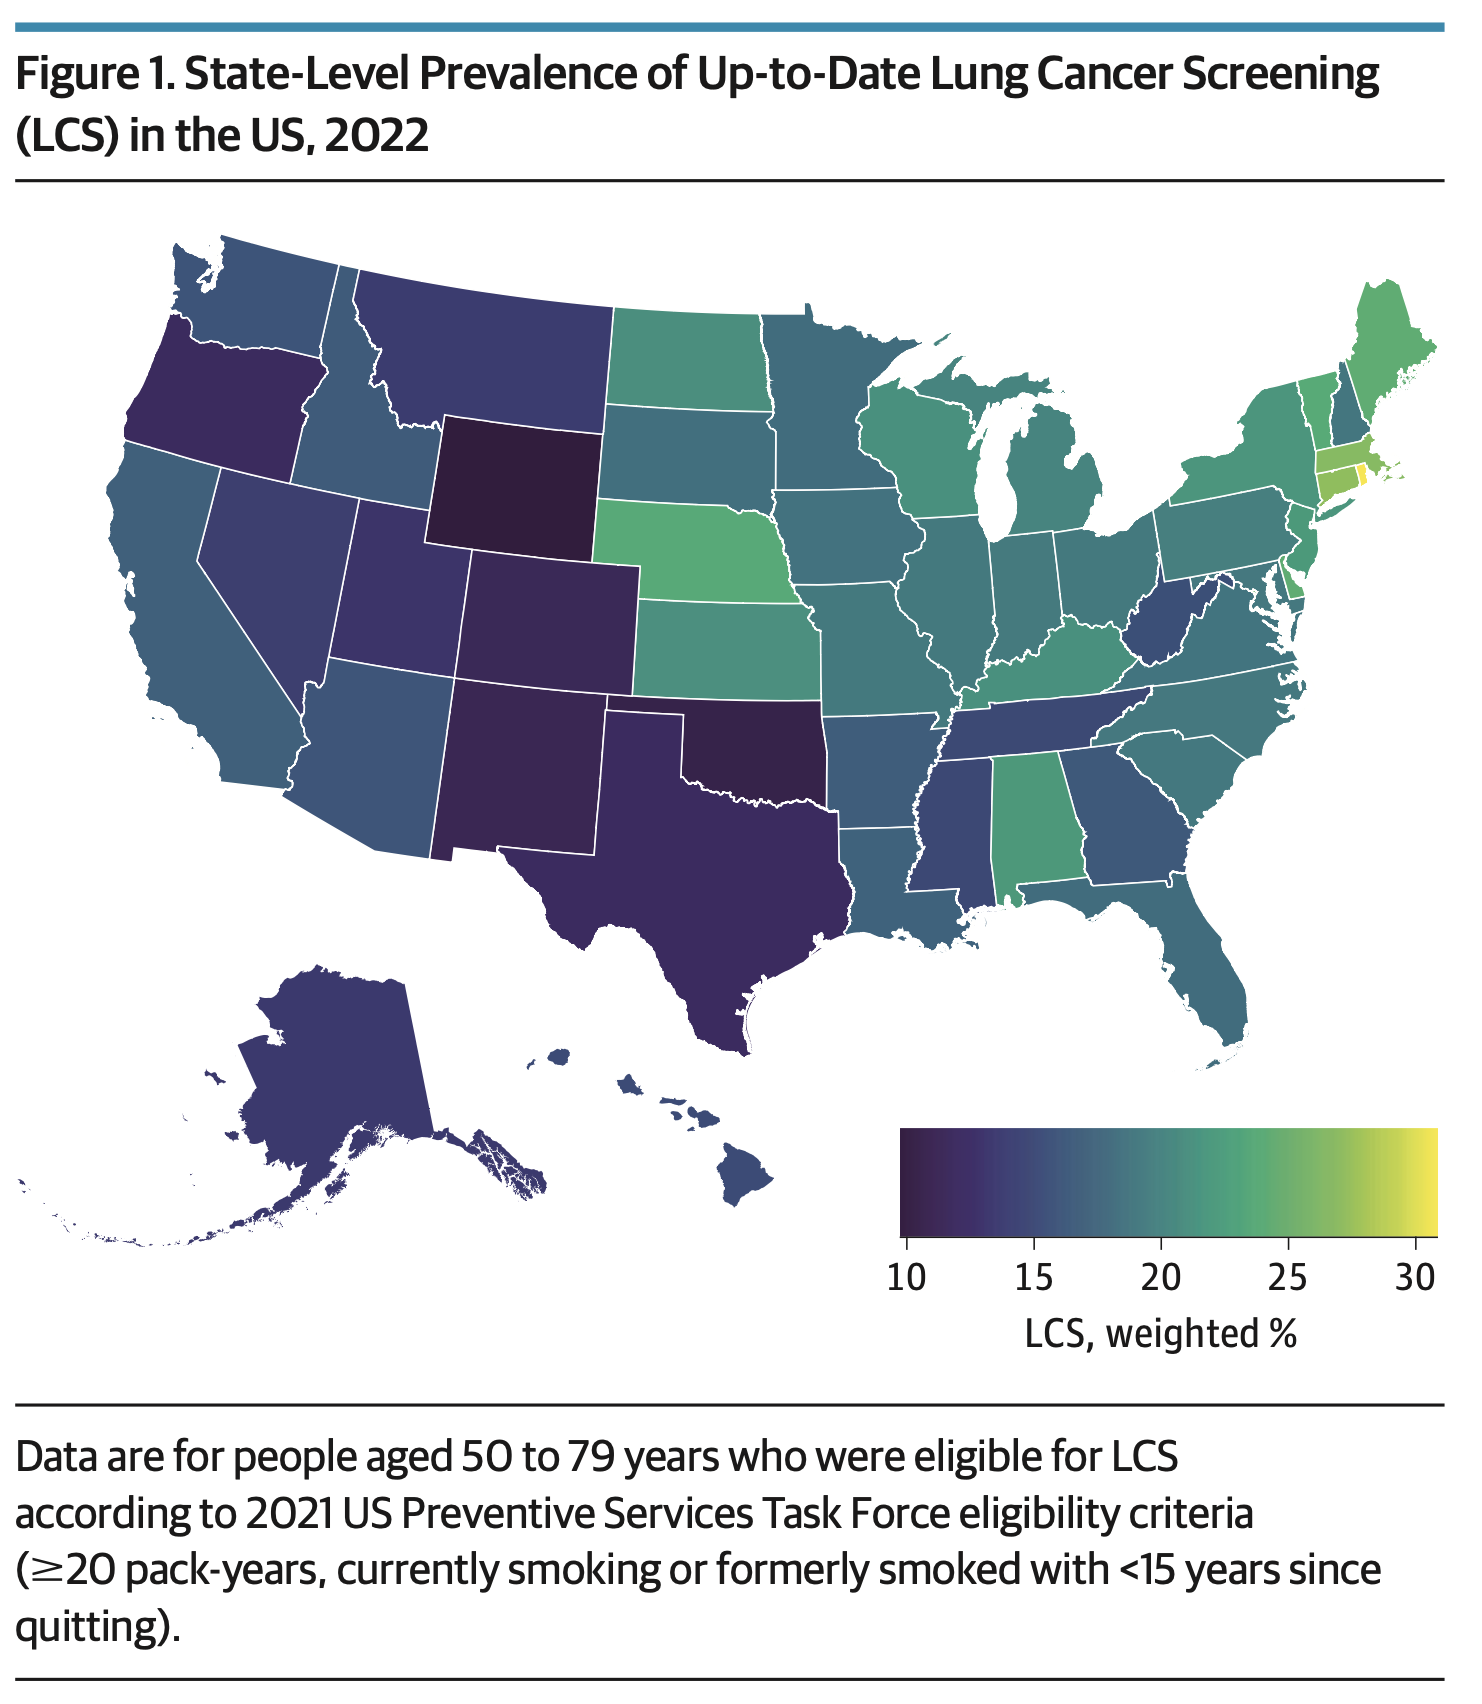 Figure 1. State-Level Prevalence of Up-to-Date Lung Cancer Screening
(LCS) in the US, 2022
10 15 20 25 30
LCS, weighted %
Data are for people aged 50 to 79 years who were eligible for LCS
according to 2021 US Preventive Services Task Force eligibility criteria
(≥20 pack-years, currently smoking or formerly smoked with <15 years since
quitting).